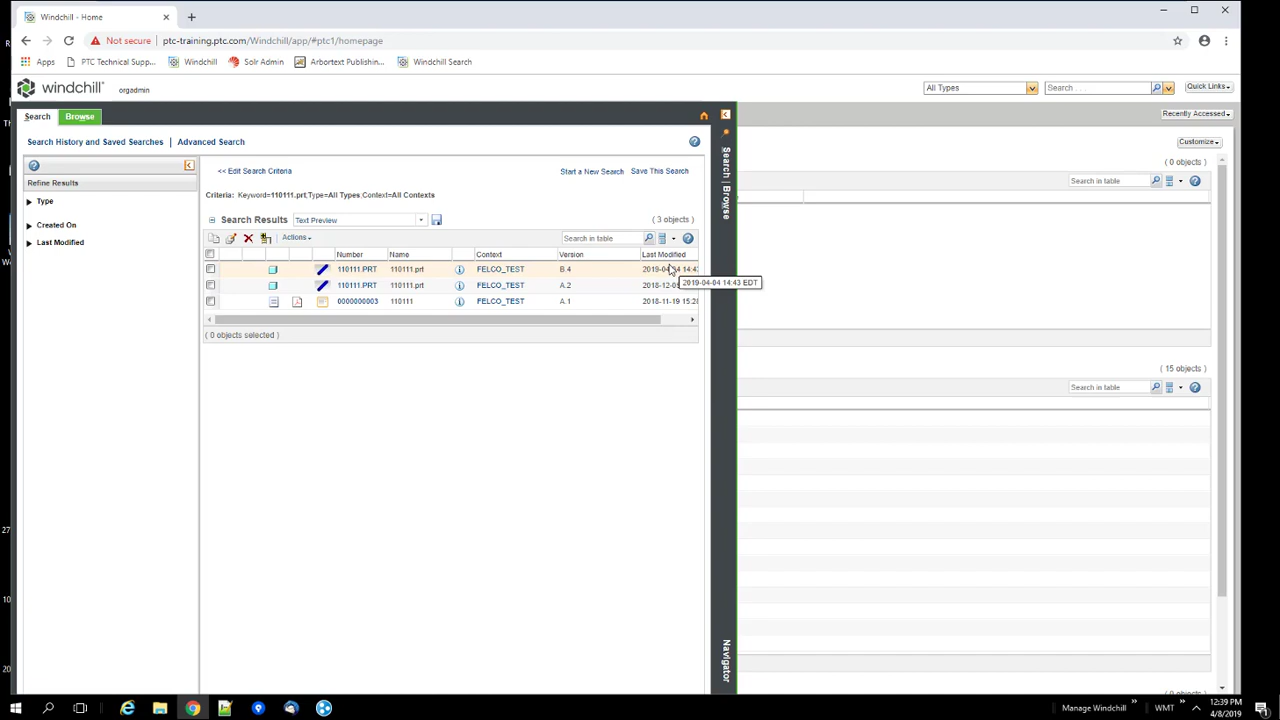 Windchill - Home
Not secure ptc-training.ptc.com/Windchill/app/#ptc1/homepage
Apps PTC Technical Supp... Windchill Solr Admin Arbortext Publishin... Windchill Search
windchill orgadmin All Types Search . . . Quick Links
Search Browse Recently Accessed
Search History and Saved Searches | Advanced Search Customize
<< Edit Search Criteria Start a New Search Save This Search ( 0 objects )
Refine Results Search in table
Type Criteria: Keyword=110111.prt,Type=All Types,Context=All Contexts
Search | Browse
Created On Search Results Text Preview ( 3 objects )
Last Modified Actions Search in table
Number Name Context Version Last Modified
110111.PRT 110111.prt FELCO_TEST B.4
2019-04-04 14:43 EDT
110111.PRT 110111.prt FELCO_TEST A.2
0000000003 110111 FELCO_TEST A.1 2018-11-19
( 0 objects selected )
( 15 objects )
Search in table
Navigator
Manage Windchill WMT 12:39 PM
4/8/2019